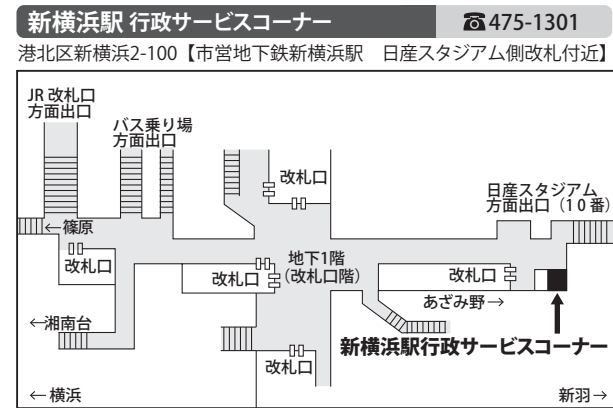 新横浜駅 行政サービスコーナー ☎475-1301
港北区新横浜2-100【市営地下鉄新横浜駅　日産スタジアム側改札付近】
JR 改札口
方面出口
バス乗り場
方面出口
改札口
日産スタジアム
方面出口（10番）
←篠原
改札口
地下1階
（改札口階）
改札口
改札口
あざみ野→
←湘南台
新横浜駅行政サービスコーナー
改札口
←横浜
新羽→